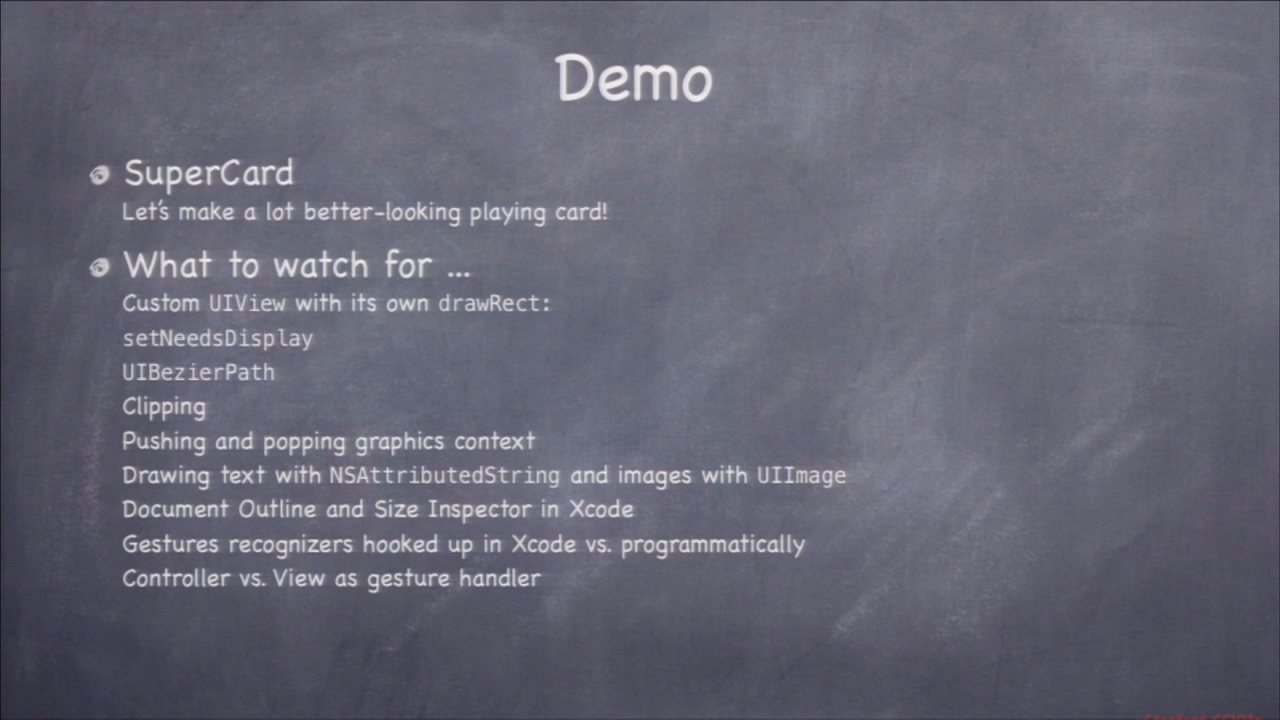 Demo
SuperCard
Let's make a lot better-looking playing card!
What to watch for ...
Custom UIView with its own drawRect:
setNeedsDisplay
UIBezierPath
Clipping
Pushing and popping graphics context
Drawing text with NSAttributedString and images with UIImage
Document Outline and Size Inspector in Xcode
Gestures recognizers hooked up in Xcode vs. programmatically
Controller vs. View as gesture handler